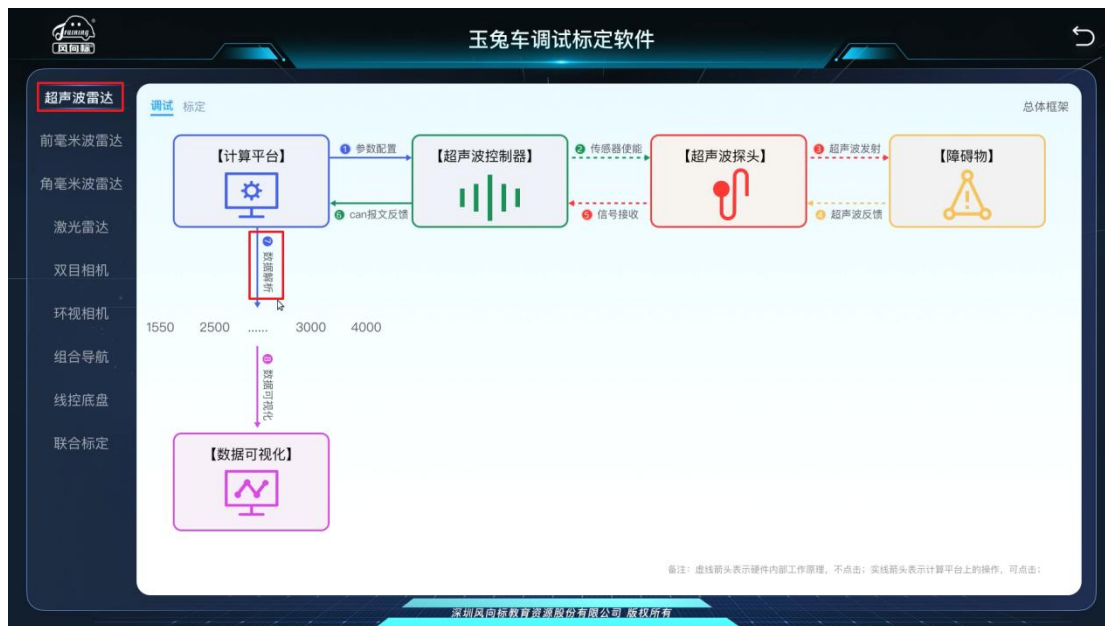 Training
风向标
玉兔车调试标定软件
超声波雷达
前毫米波雷达
角毫米波雷达
激光雷达
双目相机
环视相机
组合导航
线控底盘
联合标定
调试 标定
总体框架
【计算平台】
1 参数配置
【超声波控制器】
2 传感器使能
【超声波探头】
3 超声波发射
【障碍物】
6 can报文反馈
5 信号接收
4 超声波反馈
7 数据解析
1550 2500 ...... 3000 4000
8 数据可视化
【数据可视化】
备注：虚线箭头表示硬件内部工作原理，不点击；实线箭头表示计算平台上的操作，可点击；
深圳风向标教育资源股份有限公司 版权所有